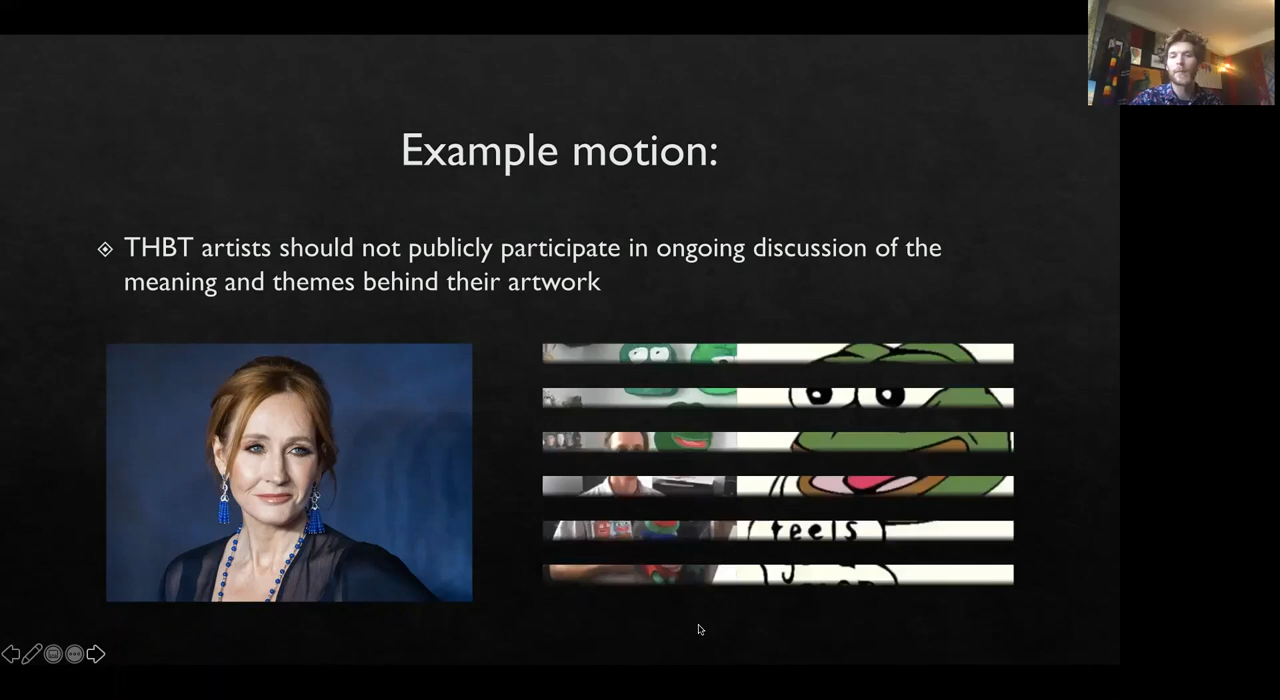 Example motion:
THBT artists should not publicly participate in ongoing discussion of the
meaning and themes behind their artwork
feels